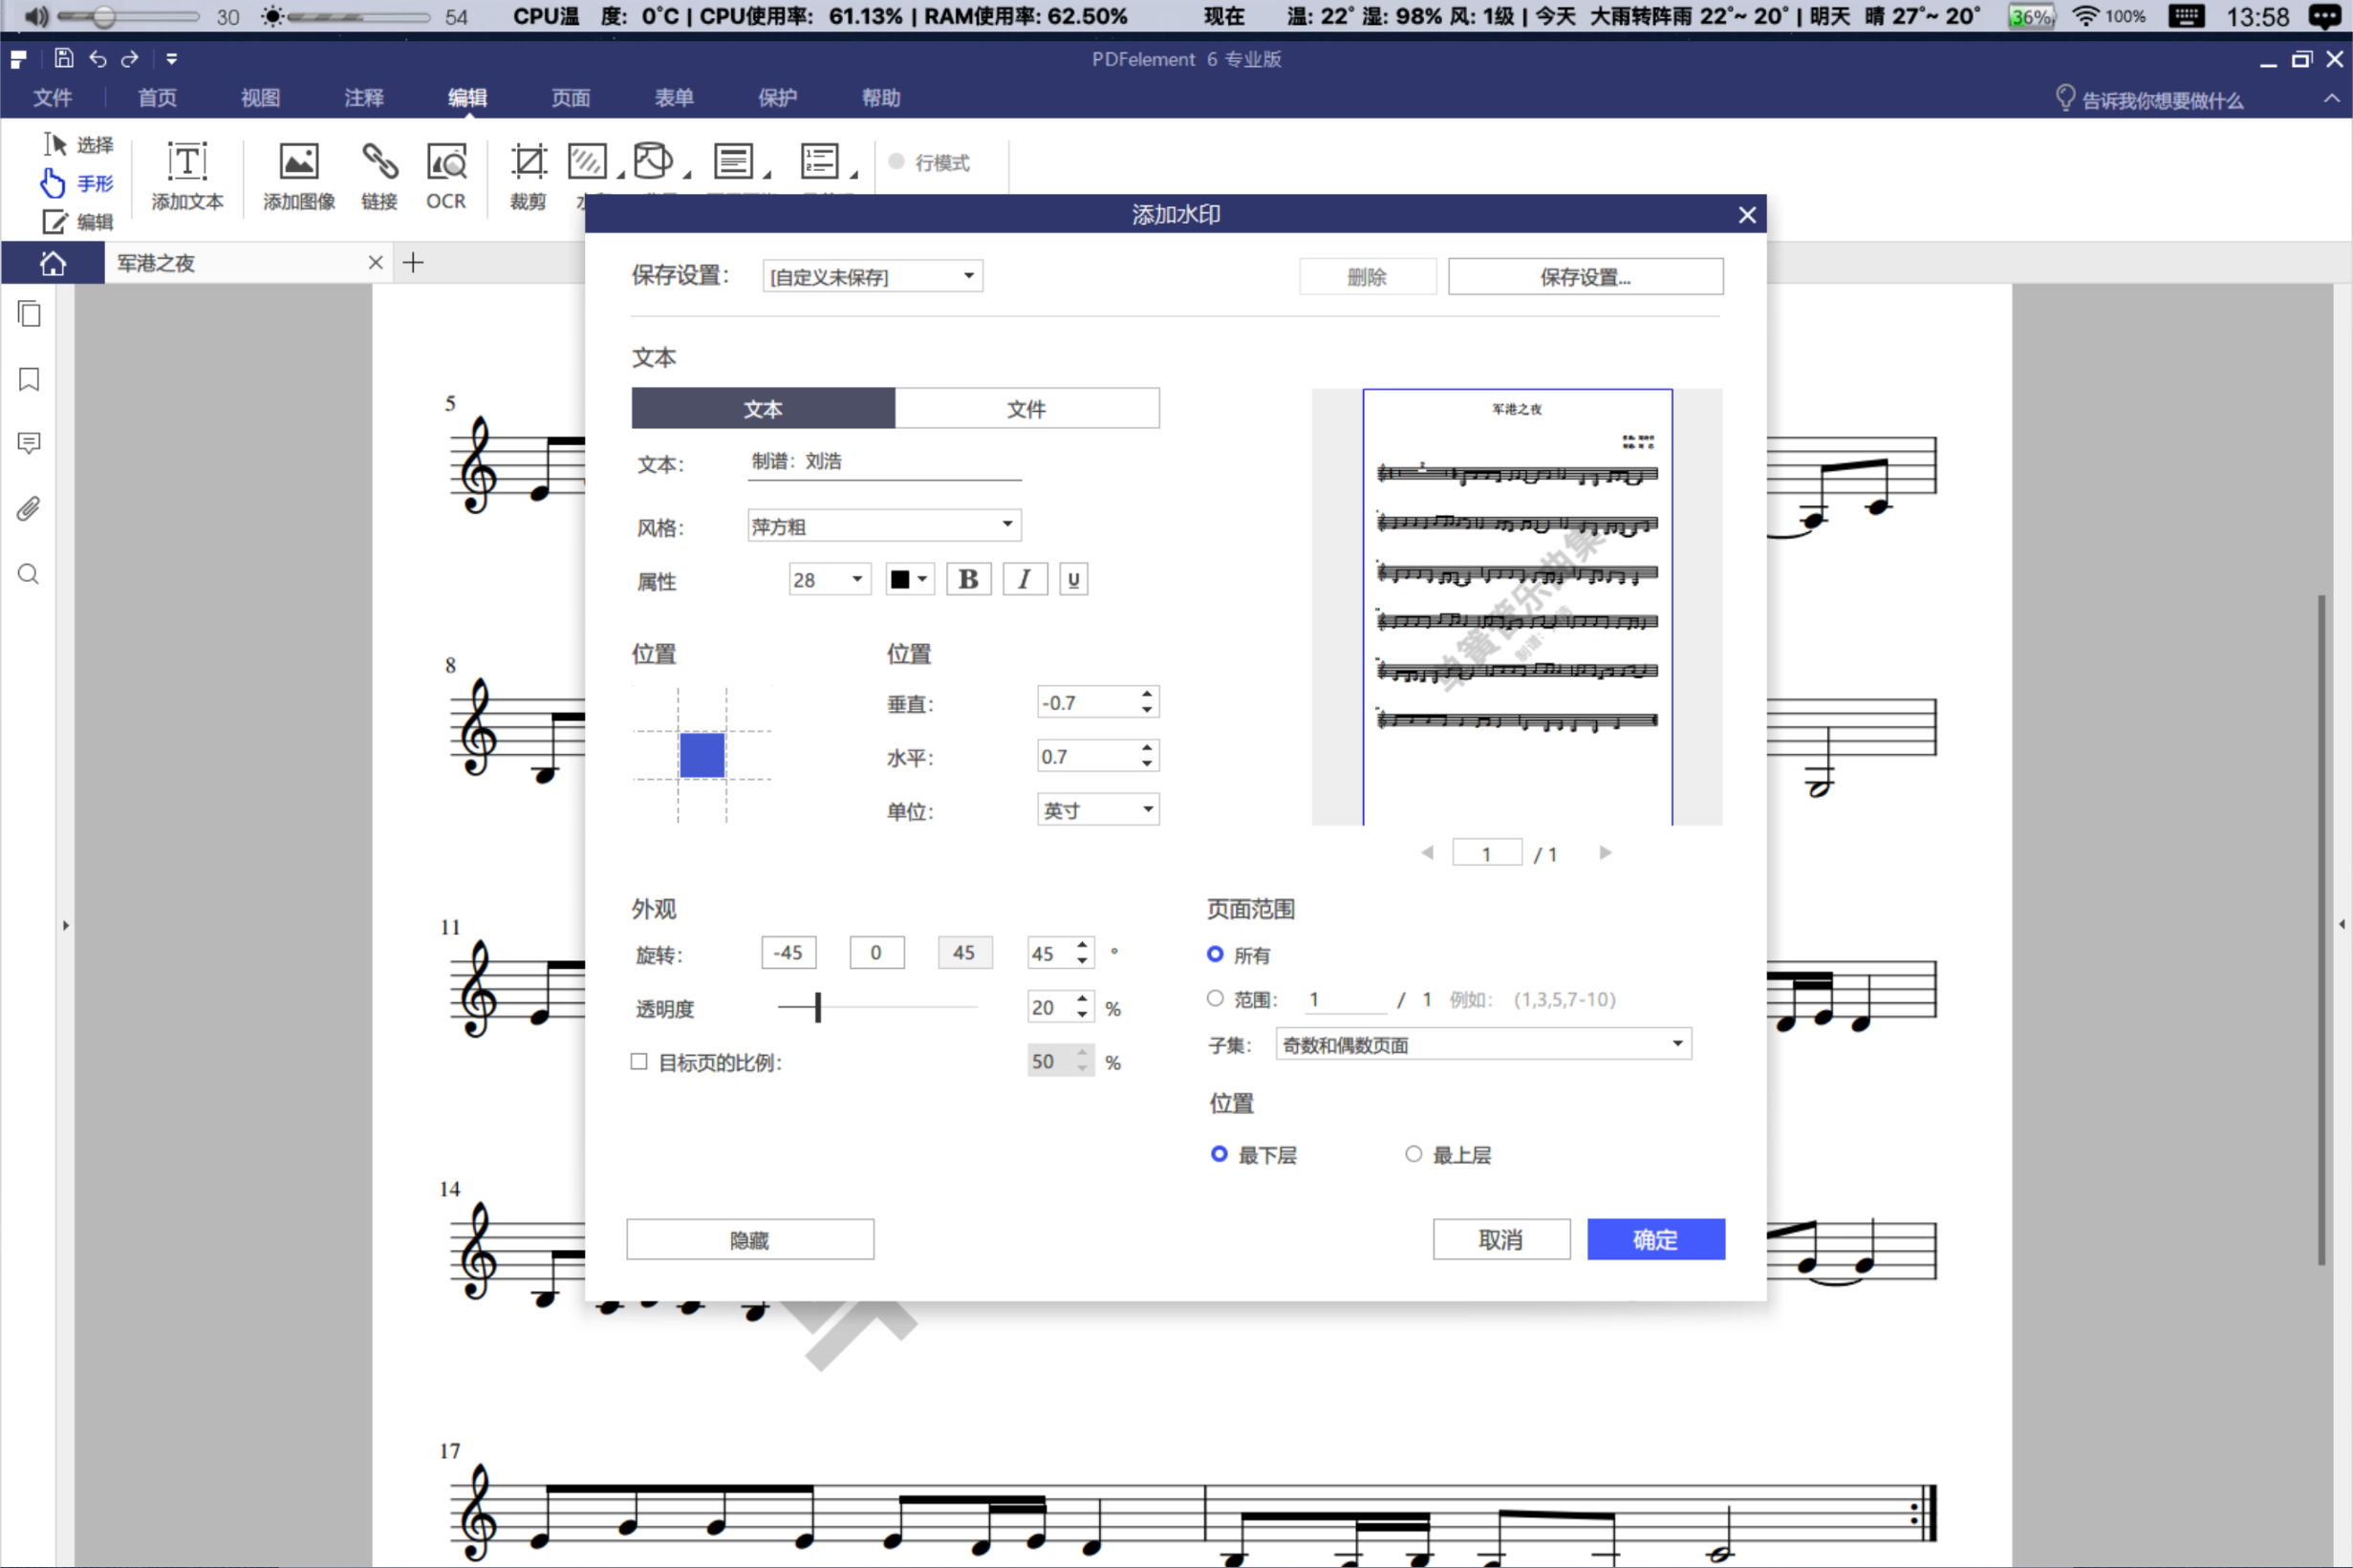 30 54 CPU温 度: 0°C | CPU使用率: 61.13% | RAM使用率: 62.50% 现在 温: 22° 湿: 98% 风: 1级 | 今天 大雨转阵雨 22°~ 20° | 明天 晴 27°~ 20° 36% 100% 13:58
PDFelement 6 专业版
文件 首页 视图 注释 编辑 页面 表单 保护 帮助 告诉我你想要做什么
选择
手形
编辑
添加文本 添加图像 链接 OCR 裁剪 行模式
军港之夜
添加水印
保存设置: [自定义未保存] 删除 保存设置...
文本
文本 文件
文本: 制谱: 刘浩
风格: 萍方粗
属性 28 B I U
位置 位置
垂直: -0.7
水平: 0.7
单位: 英寸
军港之夜
单簧管乐曲集
制谱:
1 / 1
外观
旋转: -45 0 45 45 °
透明度 20 %
目标页的比例: 50 %
页面范围
所有
范围: 1 / 1 例如: (1,3,5,7-10)
子集: 奇数和偶数页面
位置
最下层 最上层
隐藏 取消 确定
5
8
11
14
17